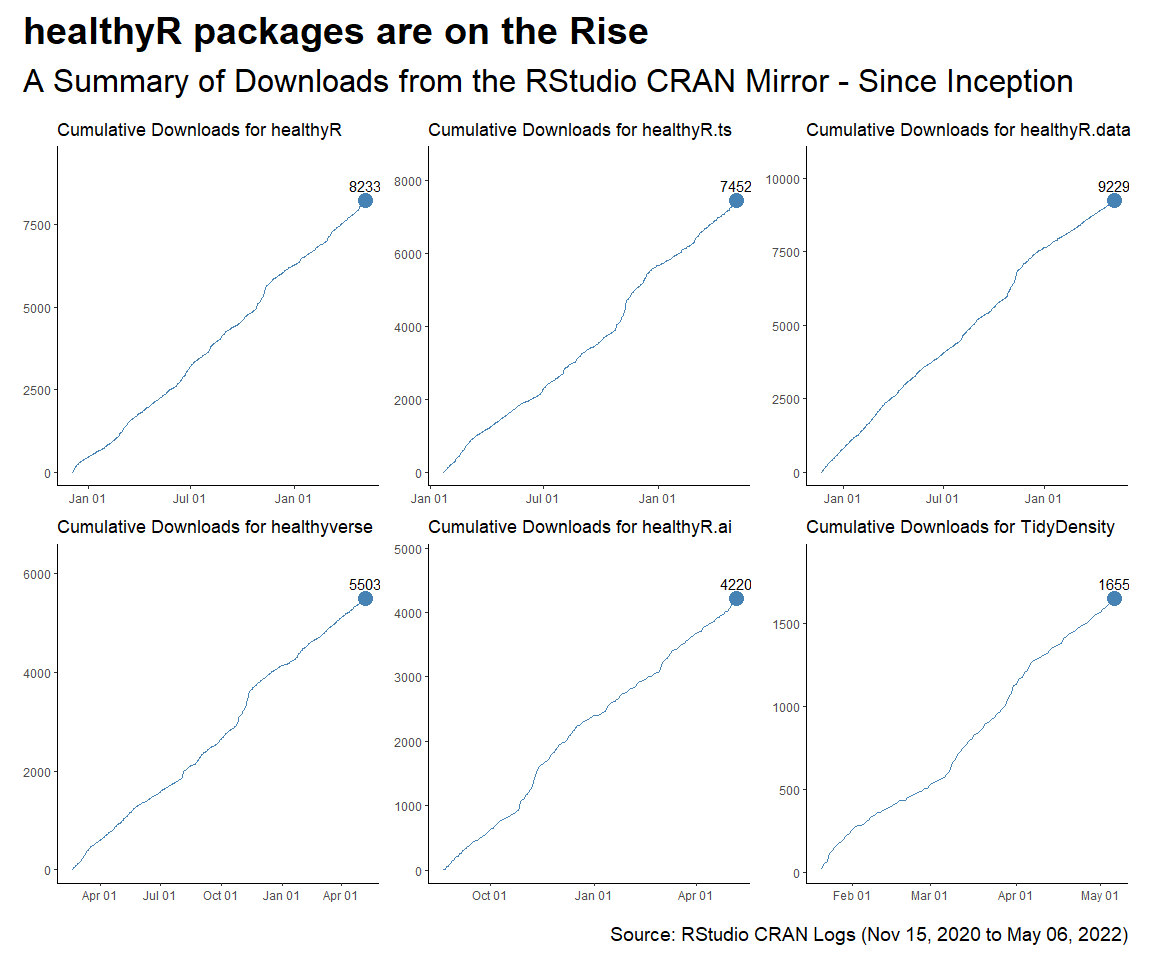 healthyR packages are on the Rise
A Summary of Downloads from the RStudio CRAN Mirror - Since Inception
Cumulative Downloads for healthyR
8233
7500
5000
2500
0
Jan 01 Jul 01 Jan 01
Cumulative Downloads for healthyR.ts
7452
8000
6000
4000
2000
0
Jan 01 Jul 01 Jan 01
Cumulative Downloads for healthyR.data
9229
10000
7500
5000
2500
0
Jan 01 Jul 01 Jan 01
Cumulative Downloads for healthyverse
5503
6000
4000
2000
0
Apr 01 Jul 01 Oct 01 Jan 01 Apr 01
Cumulative Downloads for healthyR.ai
4220
5000
4000
3000
2000
1000
0
Oct 01 Jan 01 Apr 01
Cumulative Downloads for TidyDensity
1655
1500
1000
500
0
Feb 01 Mar 01 Apr 01 May 01
Source: RStudio CRAN Logs (Nov 15, 2020 to May 06, 2022)